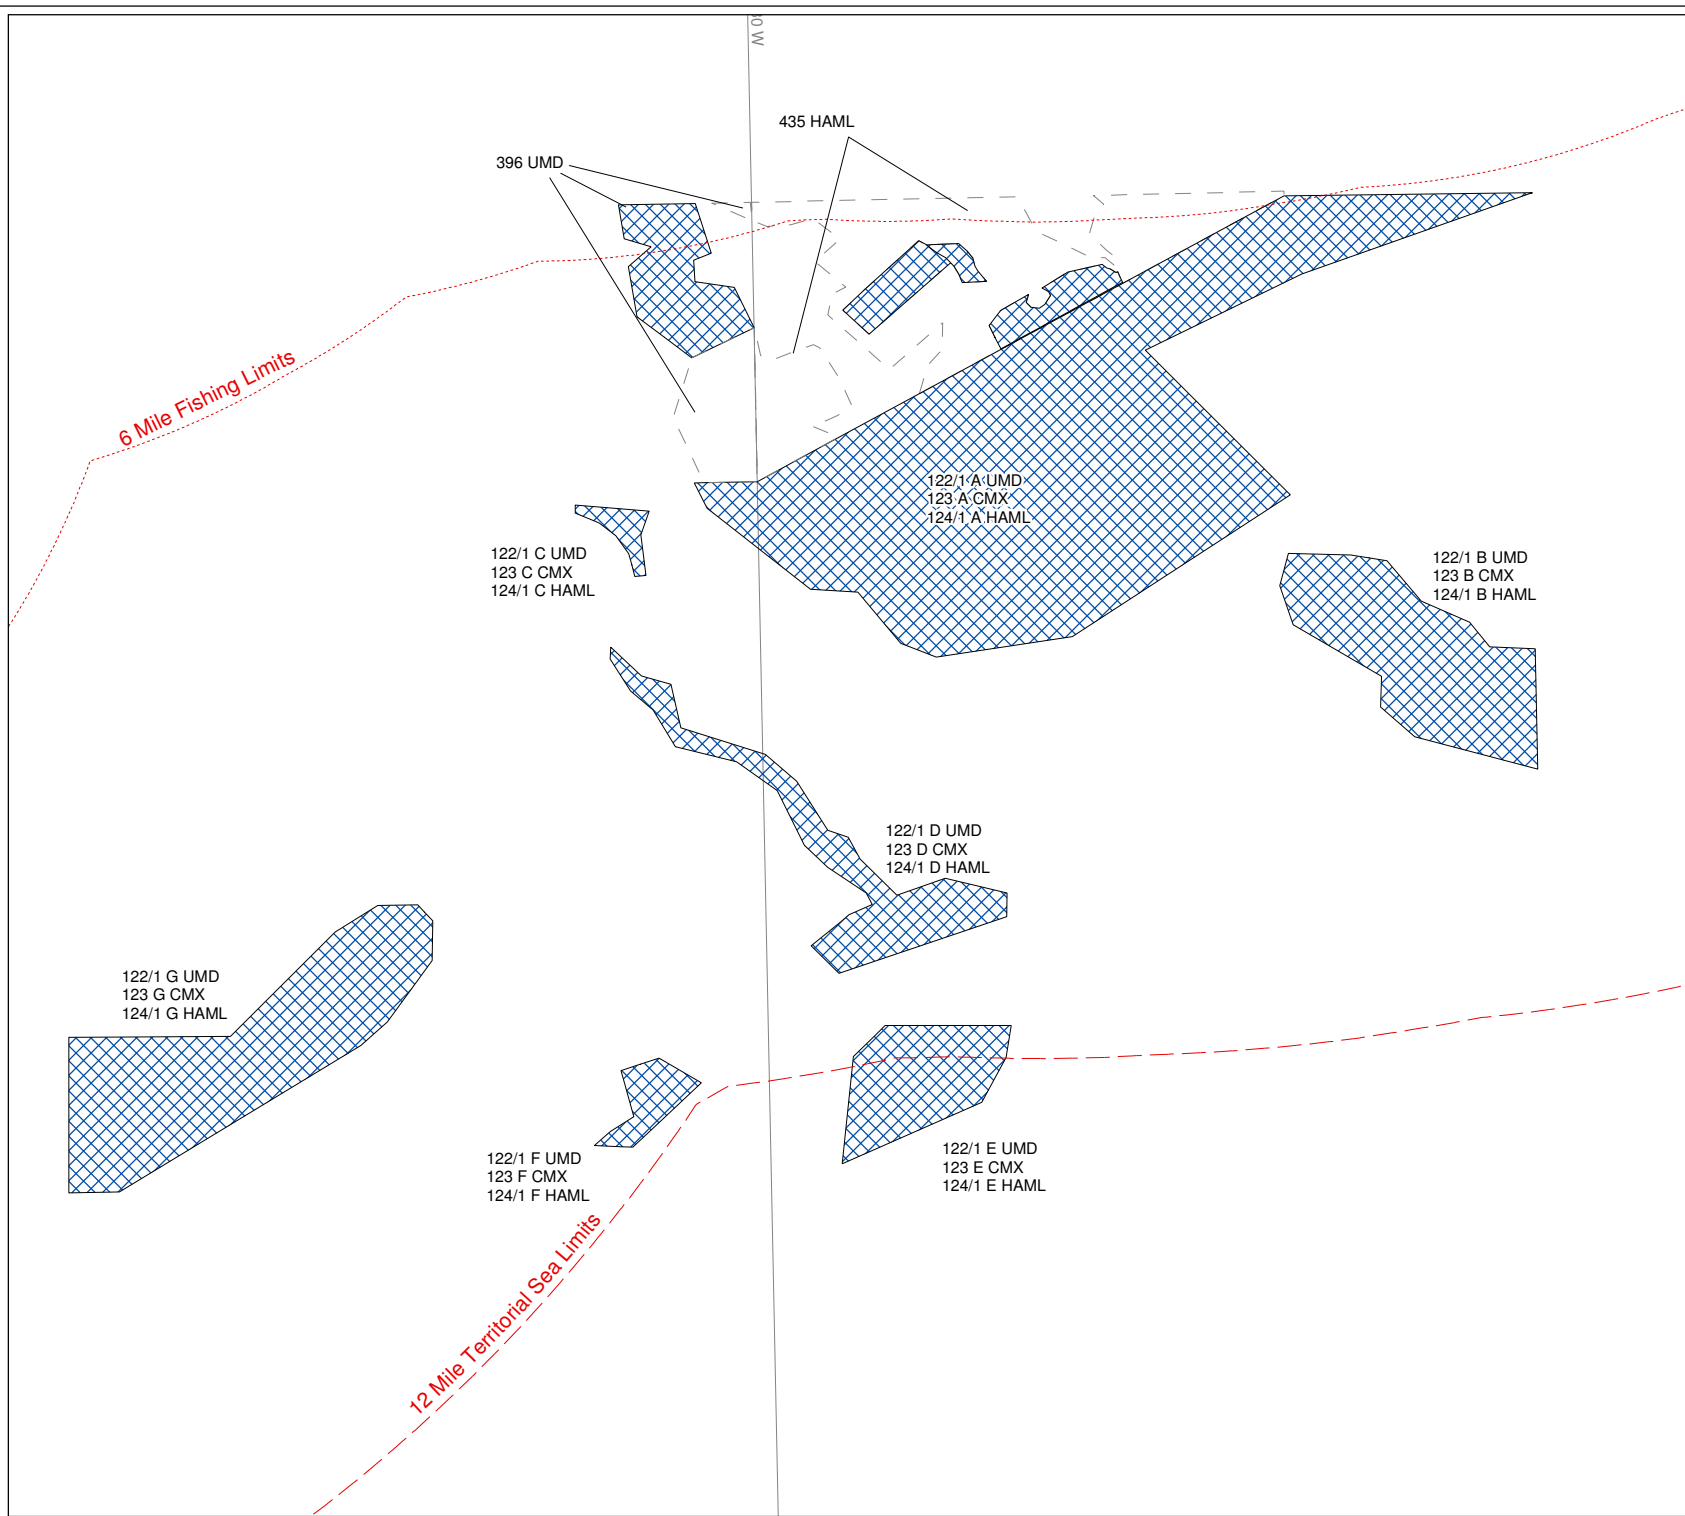 0 W
435 HAML
396 UMD
6 Mile Fishing Limits
122/1 A UMD
123 A CMX
124/1 A HAML
122/1 C UMD
123 C CMX
124/1 C HAML
122/1 B UMD
123 B CMX
124/1 B HAML
122/1 D UMD
123 D CMX
124/1 D HAML
122/1 G UMD
123 G CMX
124/1 G HAML
122/1 F UMD
123 F CMX
124/1 F HAML
122/1 E UMD
123 E CMX
124/1 E HAML
12 Mile Territorial Sea Limits